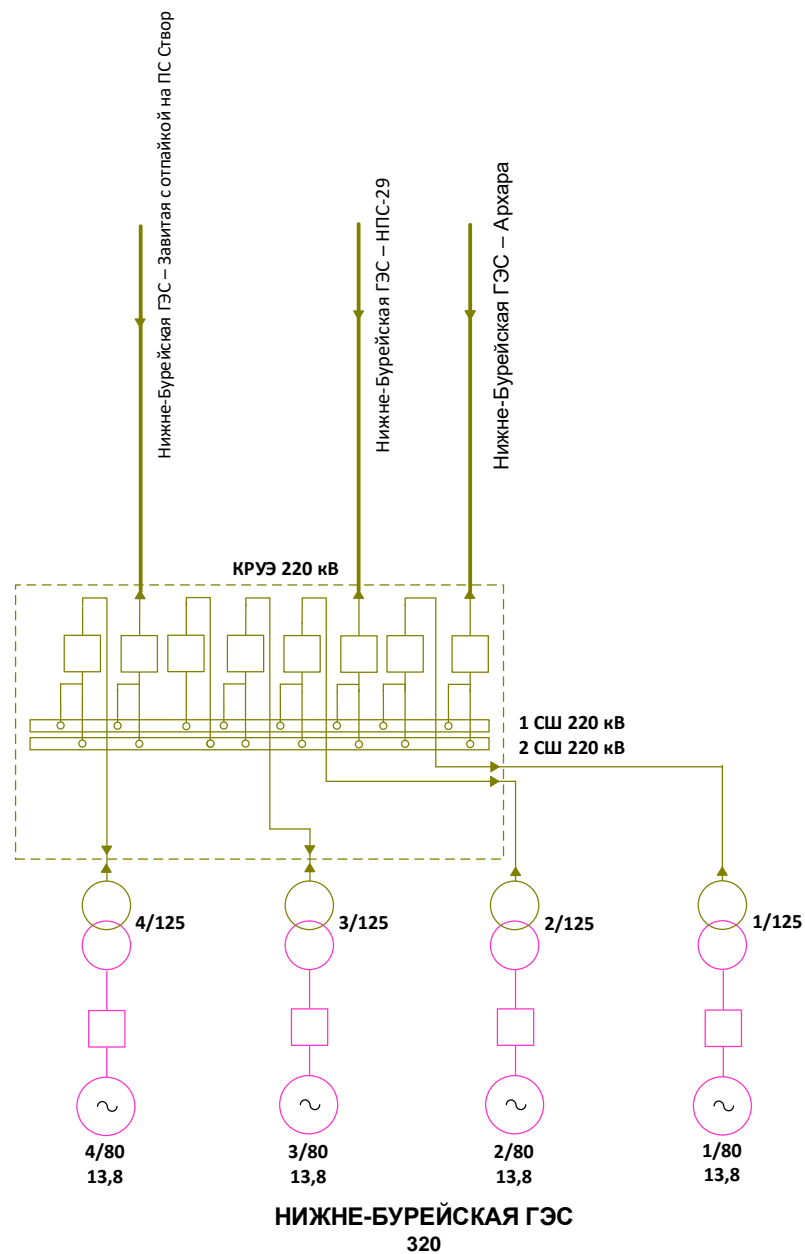 Нижне-Бурейская ГЭС – Завитая с отпайкой на ПС Створ
Нижне-Бурейская ГЭС – НПС-29
Нижне-Бурейская ГЭС – Архара
КРУЭ 220 кВ
1 СШ 220 кВ
2 СШ 220 кВ
4/125
3/125
2/125
1/125
4/80
13,8
3/80
13,8
2/80
13,8
1/80
13,8
НИЖНЕ-БУРЕЙСКАЯ ГЭС
320